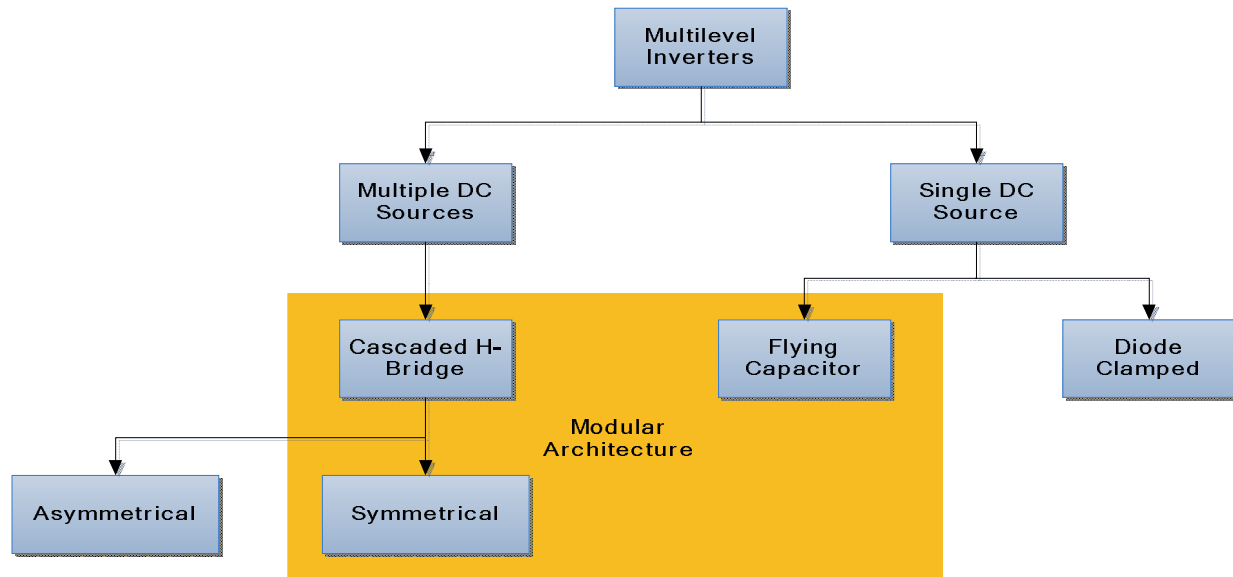 Multilevel
Inverters
Multiple DC
Sources
Single DC
Source
Cascaded H-
Bridge
Flying
Capacitor
Diode
Clamped
Modular
Architecture
Asymmetrical
Symmetrical